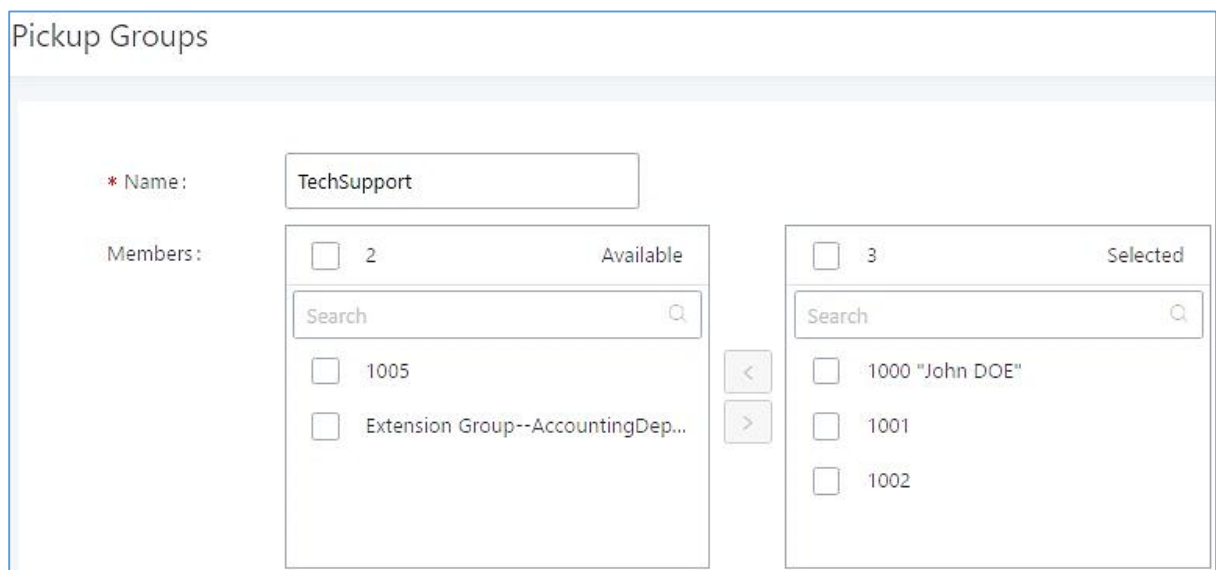 Pickup Groups
* Name:
TechSupport
Members:
2 Available
Search
1005
Extension Group--AccountingDep...
<
>
3 Selected
Search
1000 "John DOE"
1001
1002